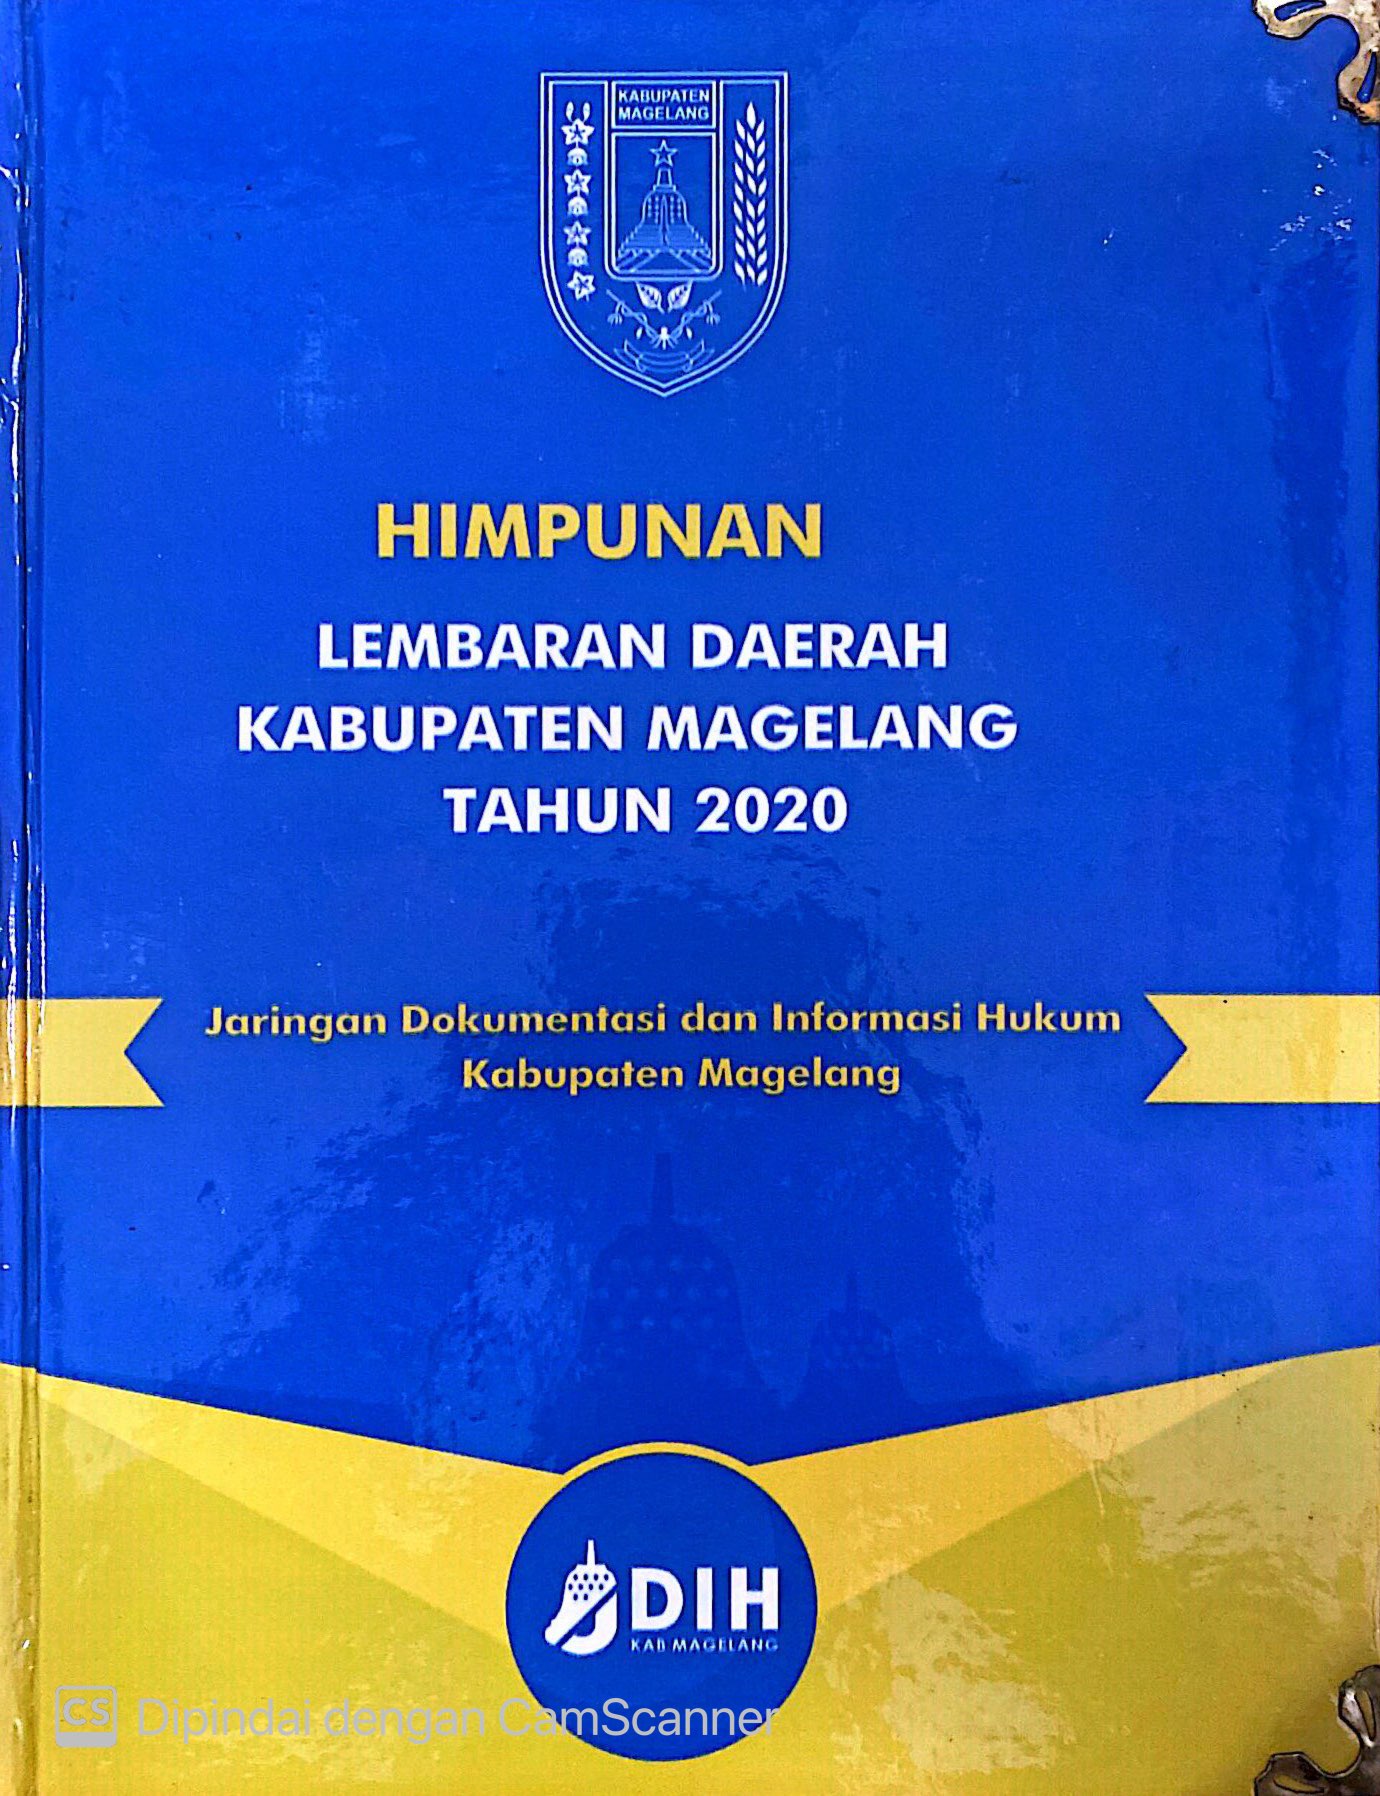 KABUPATEN
MAGELANG
HIMPUNAN
LEMBARAN DAERAH
KABUPATEN MAGELANG
TAHUN 2020
Jaringan Dokumentasi dan Informasi Hukum
Kabupaten Magelang
JDIH
KAB MAGELANG
CS Dipindai dengan CamScanner